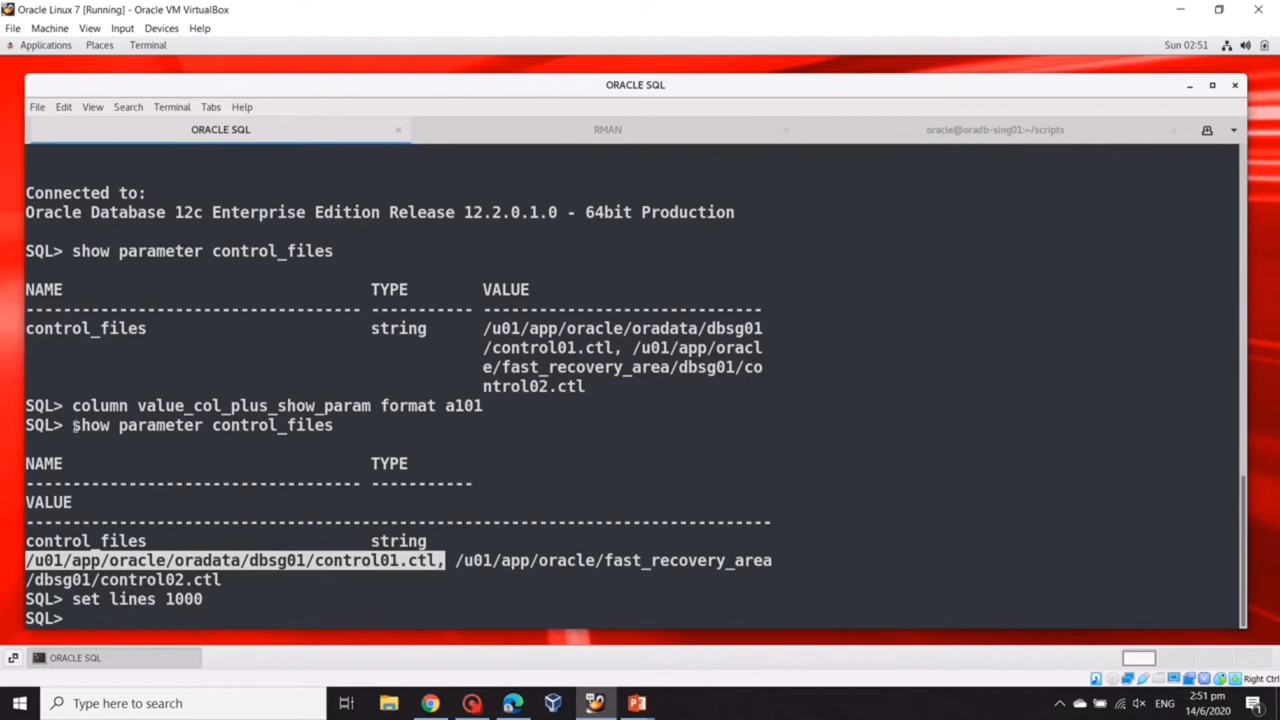 Oracle Linux 7 [Running] - Oracle VM VirtualBox
File Machine View Input Devices Help
Applications Places Terminal Sun 02:51
ORACLE SQL
File Edit View Search Terminal Tabs Help
ORACLE SQL RMAN oracle@oradb-sing01:~/scripts
Connected to:
Oracle Database 12c Enterprise Edition Release 12.2.0.1.0 - 64bit Production
SQL> show parameter control_files
NAME TYPE VALUE
------------------------------------ ----------- ------------------------------
control_files string /u01/app/oracle/oradata/dbsg01
/control01.ctl, /u01/app/oracl
e/fast_recovery_area/dbsg01/co
ntrol02.ctl
SQL> column value_col_plus_show_param format a101
SQL> show parameter control_files
NAME TYPE
------------------------------------ -----------
VALUE
--------------------------------------------------------------------------------
control_files string
/u01/app/oracle/oradata/dbsg01/control01.ctl, /u01/app/oracle/fast_recovery_area
/dbsg01/control02.ctl
SQL> set lines 1000
SQL>
ORACLE SQL
Right Ctrl
Type here to search
ENG
2:51 pm
14/6/2020
1